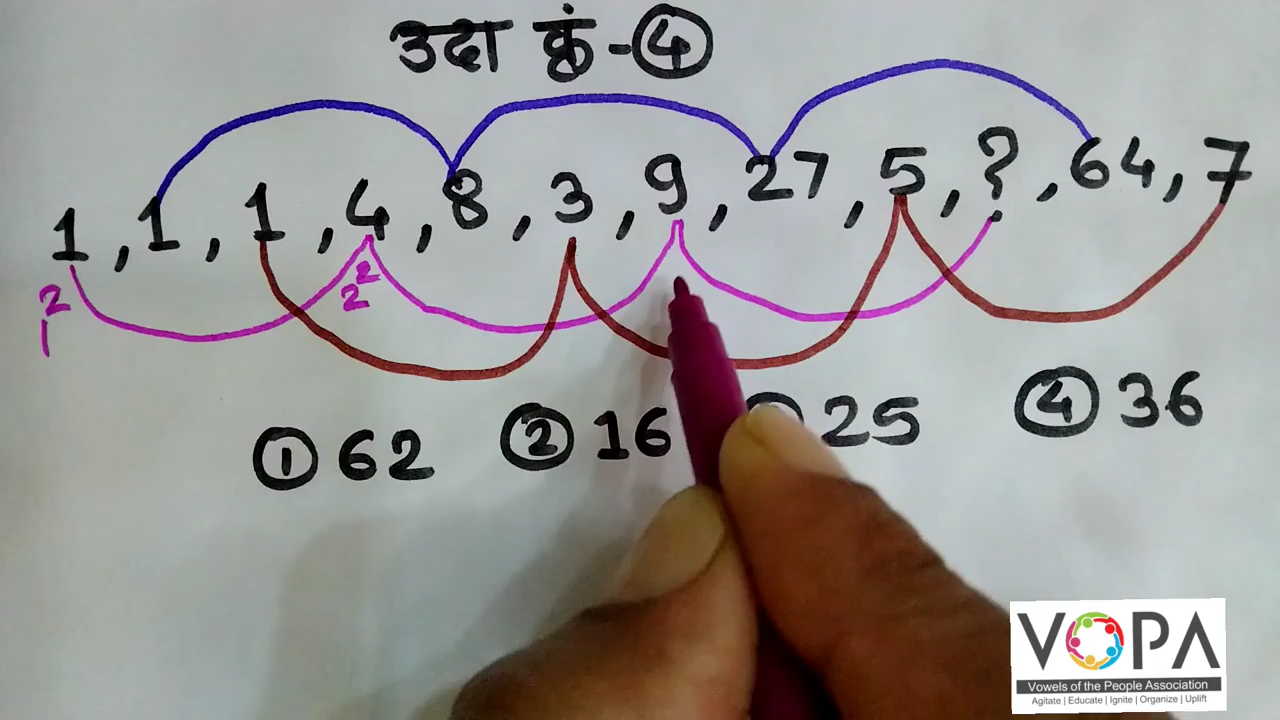 उदा क्रं-④
1, 1, 1, 4, 8, 3, 9, 27, 5, ?, 64, 7
1² 2²
① 62 ② 16 25 ④ 36
VOPA
Vowels of the People Association
Agitate | Educate | Ignite | Organize | Uplift